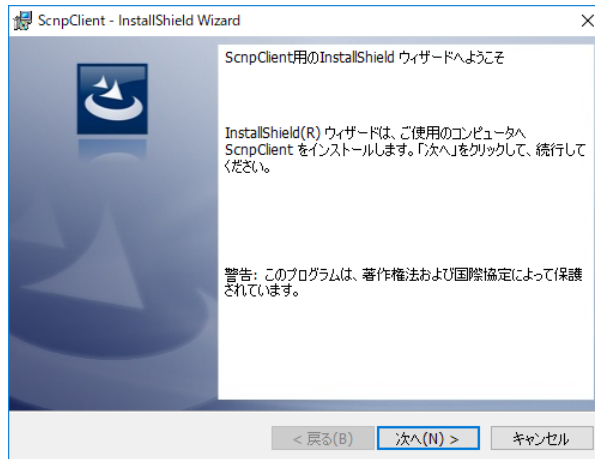 ScnpClient - InstallShield Wizard
ScnpClient用のInstallShield ウィザードへようこそ
InstallShield(R) ウィザードは、ご使用のコンピュータへ
ScnpClient をインストールします。「次へ」をクリックして、続行して
ください。
警告: このプログラムは、著作権法および国際協定によって保護
されています。
< 戻る(B)
次へ(N) >
キャンセル